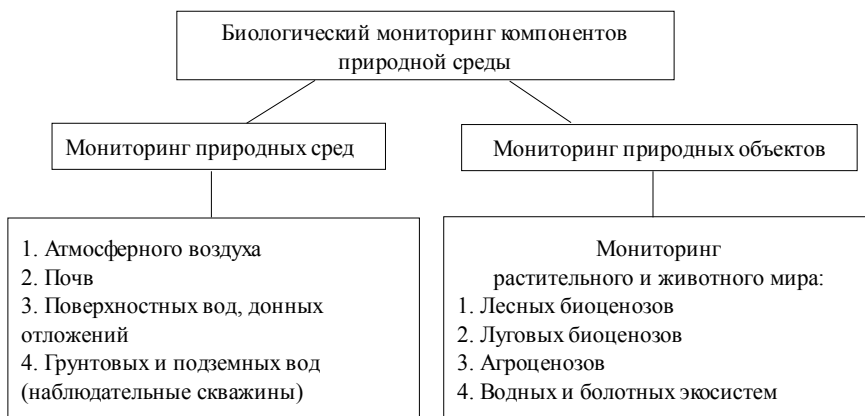 Биологический мониторинг компонентов
природной среды
Мониторинг природных сред
Мониторинг природных объектов
1. Атмосферного воздуха
2. Почв
3. Поверхностных вод, донных
отложений
4. Грунтовых и подземных вод
(наблюдательные скважины)
Мониторинг
растительного и животного мира:
1. Лесных биоценозов
2. Луговых биоценозов
3. Агроценозов
4. Водных и болотных экосистем